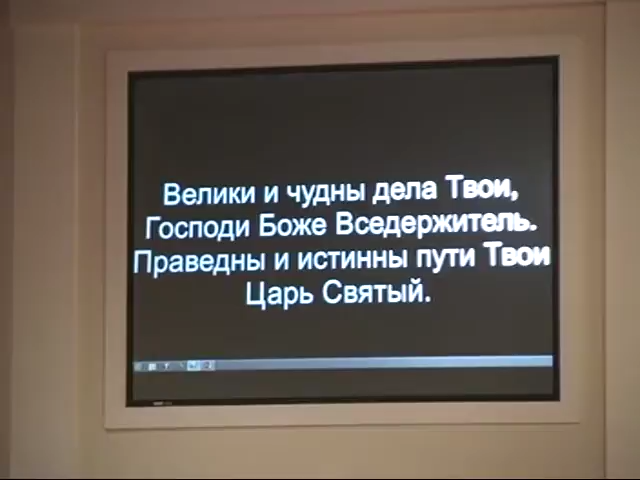 Велики и чудны дела Твои,
Господи Боже Вседержитель.
Праведны и истинны пути Твои
Царь Святый.